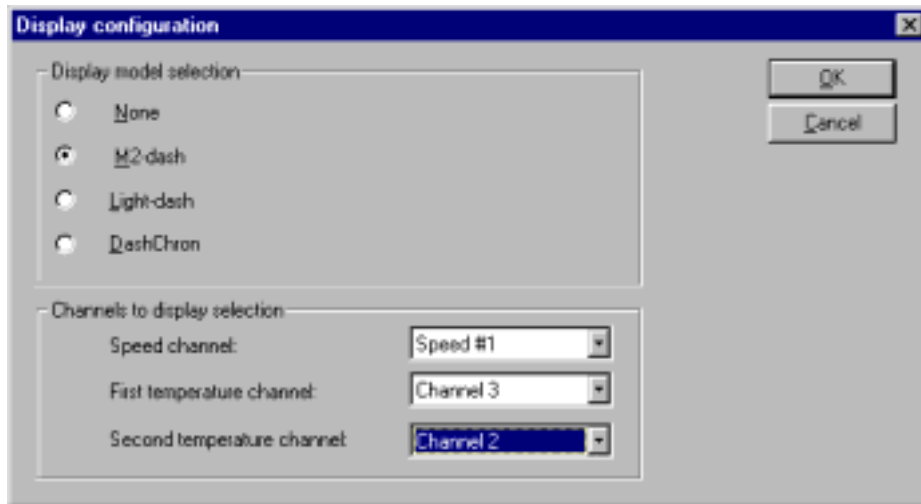 Display configuration
Display model selection
None
M2-dash
Light-dash
DashChron
OK
Cancel
Channels to display selection
Speed channel: Speed #1
First temperature channel: Channel 3
Second temperature channel: Channel 2